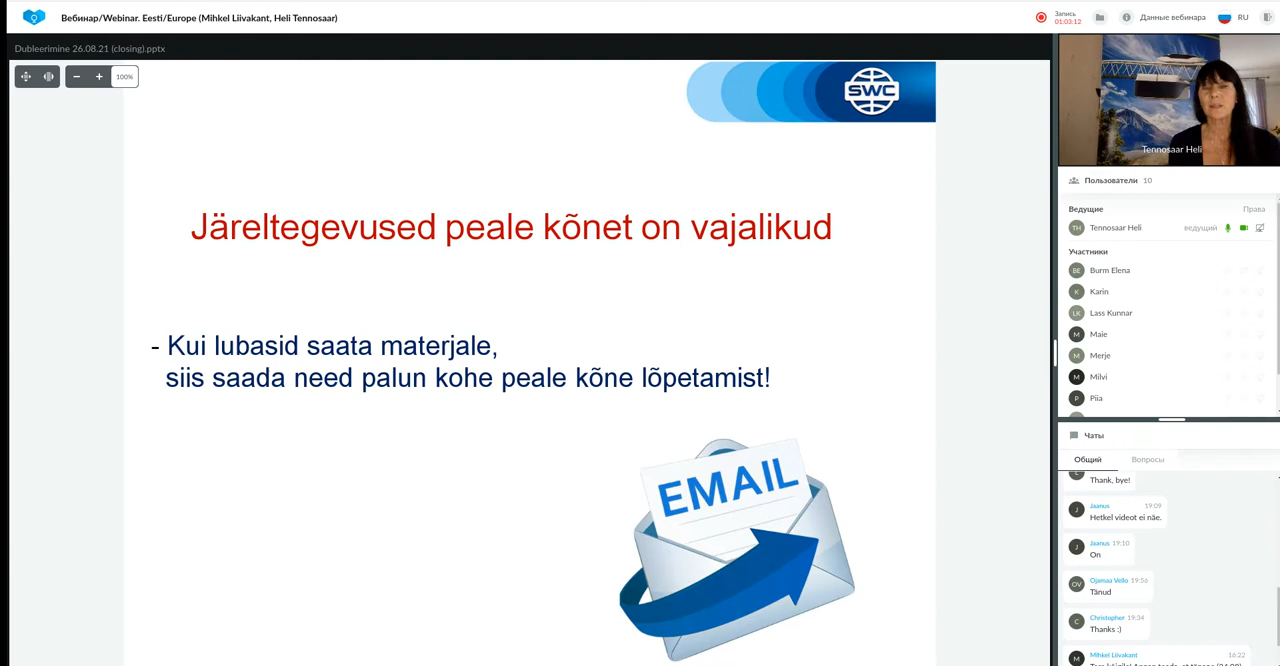 Вебинар/Webinar. Eesti/Europe (Mihkel Liivakant, Heli Tennosaar)
Запись
01:03:12
Данные вебинара
RU
Dubleerimine 26.08.21 (closing).pptx
100%
SWC
Järeltegevused peale kõnet on vajalikud
- Kui lubasid saata materjale,
siis saada need palun kohe peale kõne lõpetamist!
EMAIL
Tennosaar Heli
Пользователи 10
Ведущие Права
TH Tennosaar Heli ведущий
Участники
BE Burm Elena
K Karin
LK Lass Kunnar
M Maie
M Merje
M Milvi
P Piia
Чаты
Общий Вопросы
Thank, bye!
J Jaanus 19:09
Hetkel videot ei näe.
J Jaanus 19:10
On
OV Ojamaa Vello 19:56
Tänud
C Christopher 19:34
Thanks :)
M Mihkel Liivakant 16:22